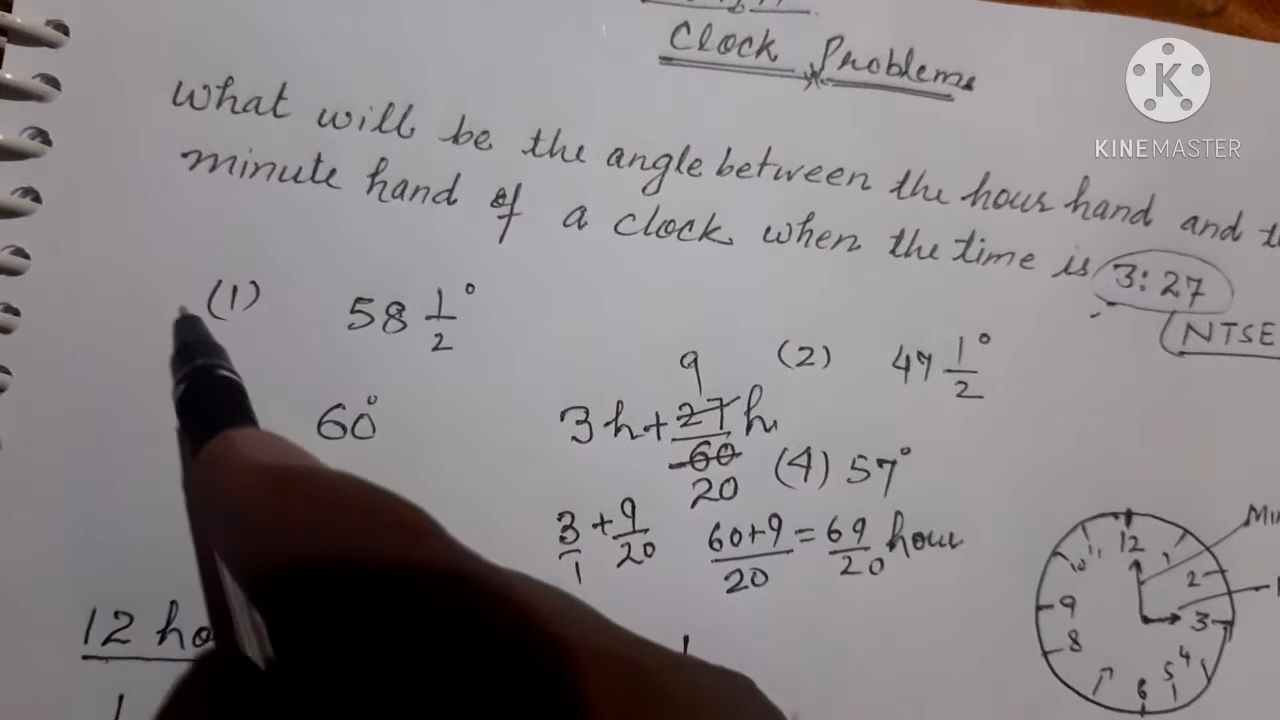 Clock Problems
K
KINEMASTER
What will be the angle between the hour hand and
minute hand of a clock when the time is 3:27
(NTSE
(1) 58 1/2° (2) 47 1/2°
60° (4) 57°
3h + 27/60 h
9
20
3/1 + 9/20 60+9/20 = 69/20 hour
12 ho
12
11 1
10 2
9 3
8 4
7 5
6